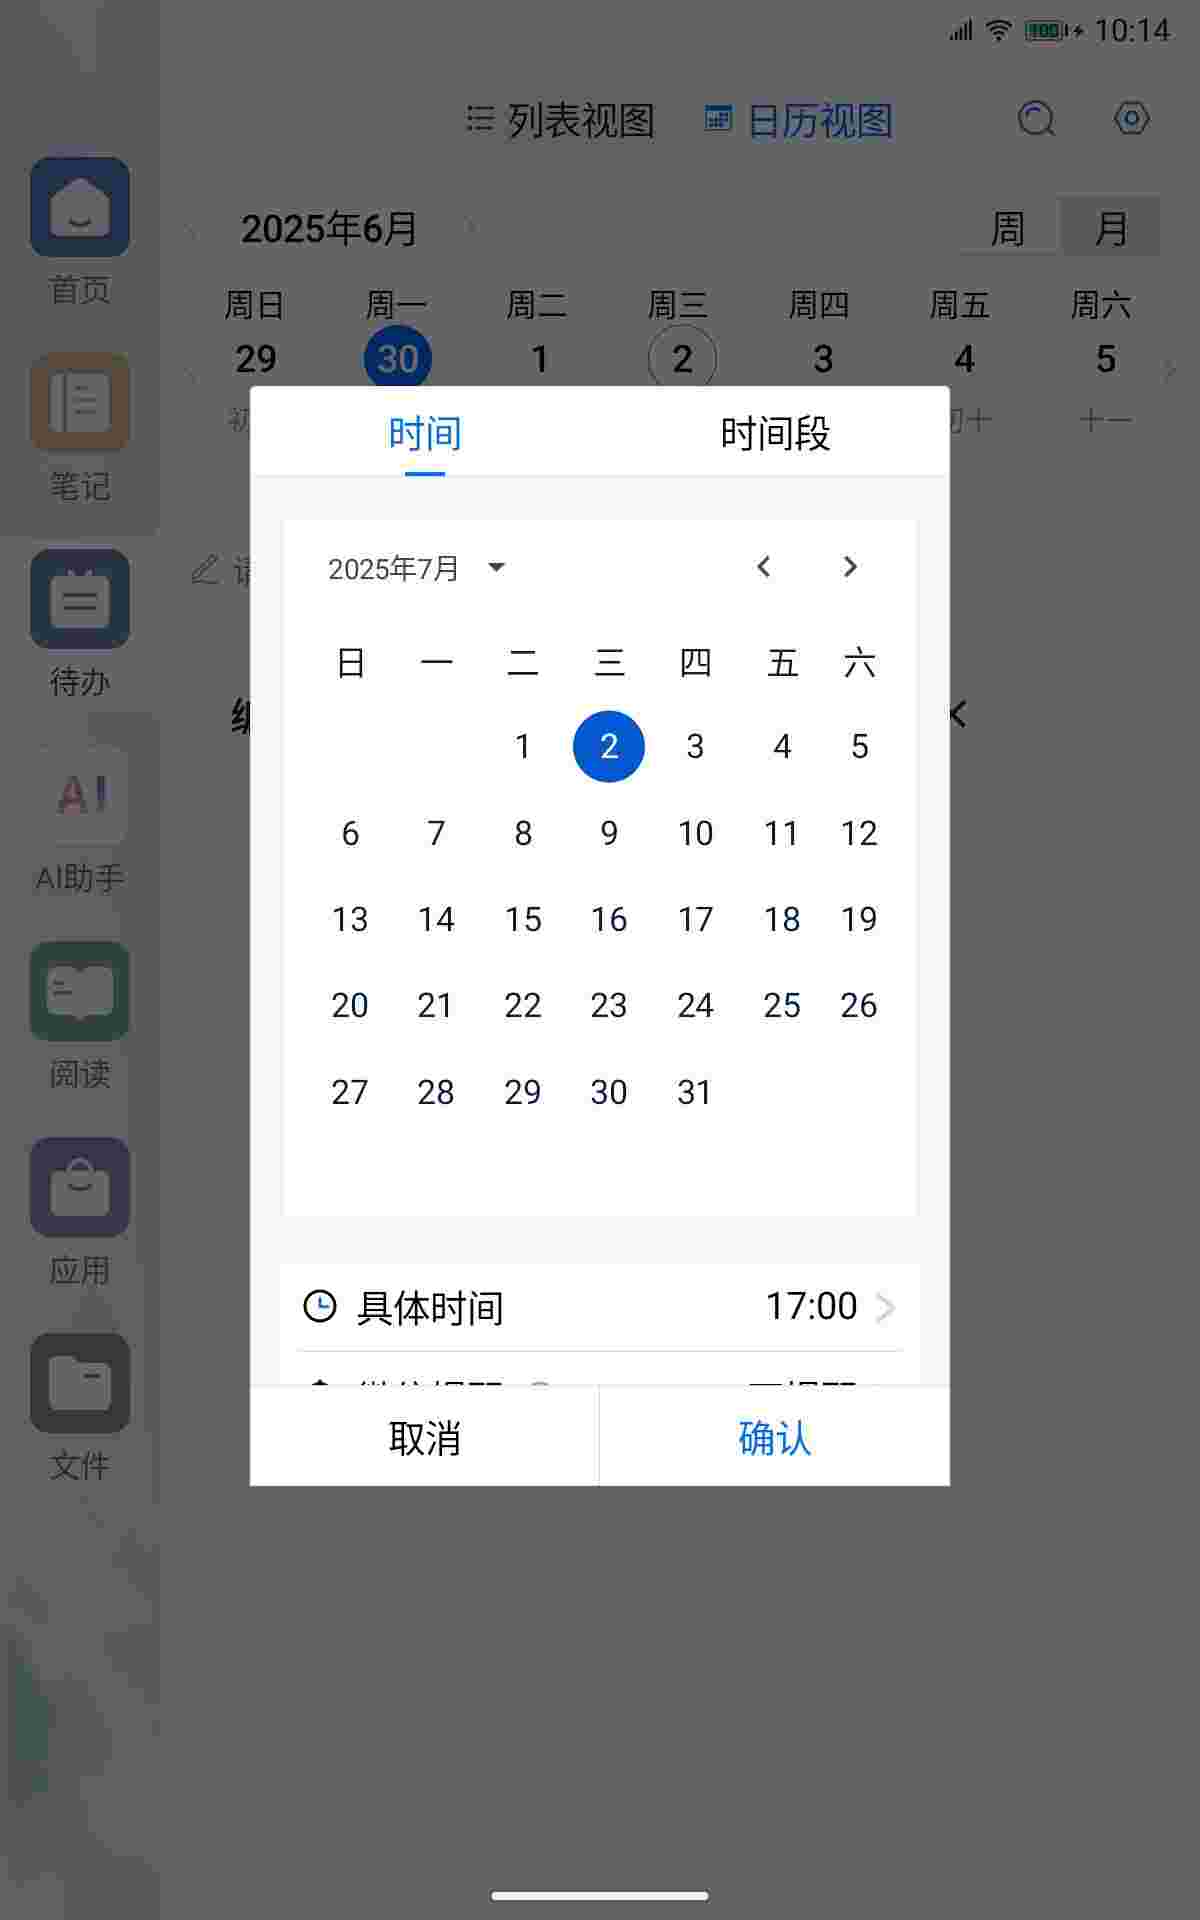 10:14
列表视图 日历视图
2025年6月 周 月
周日 周一 周二 周三 周四 周五 周六
29 30 1 2 3 4 5
初十 十一
首页
笔记
待办
AI
AI助手
阅读
应用
文件
时间 时间段
2025年7月
日 一 二 三 四 五 六
1 2 3 4 5
6 7 8 9 10 11 12
13 14 15 16 17 18 19
20 21 22 23 24 25 26
27 28 29 30 31
具体时间 17:00
取消 确认